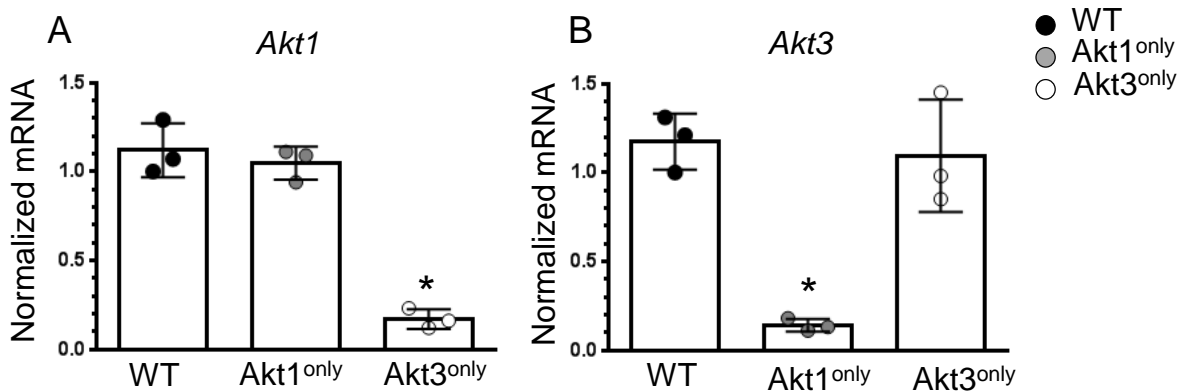 A
Akt1
Normalized mRNA
1.5
1.0
0.5
0.0
*
WT Akt1only Akt3only
B
Akt3
Normalized mRNA
1.5
1.0
0.5
0.0
*
WT Akt1only Akt3only
WT
Akt1only
Akt3only